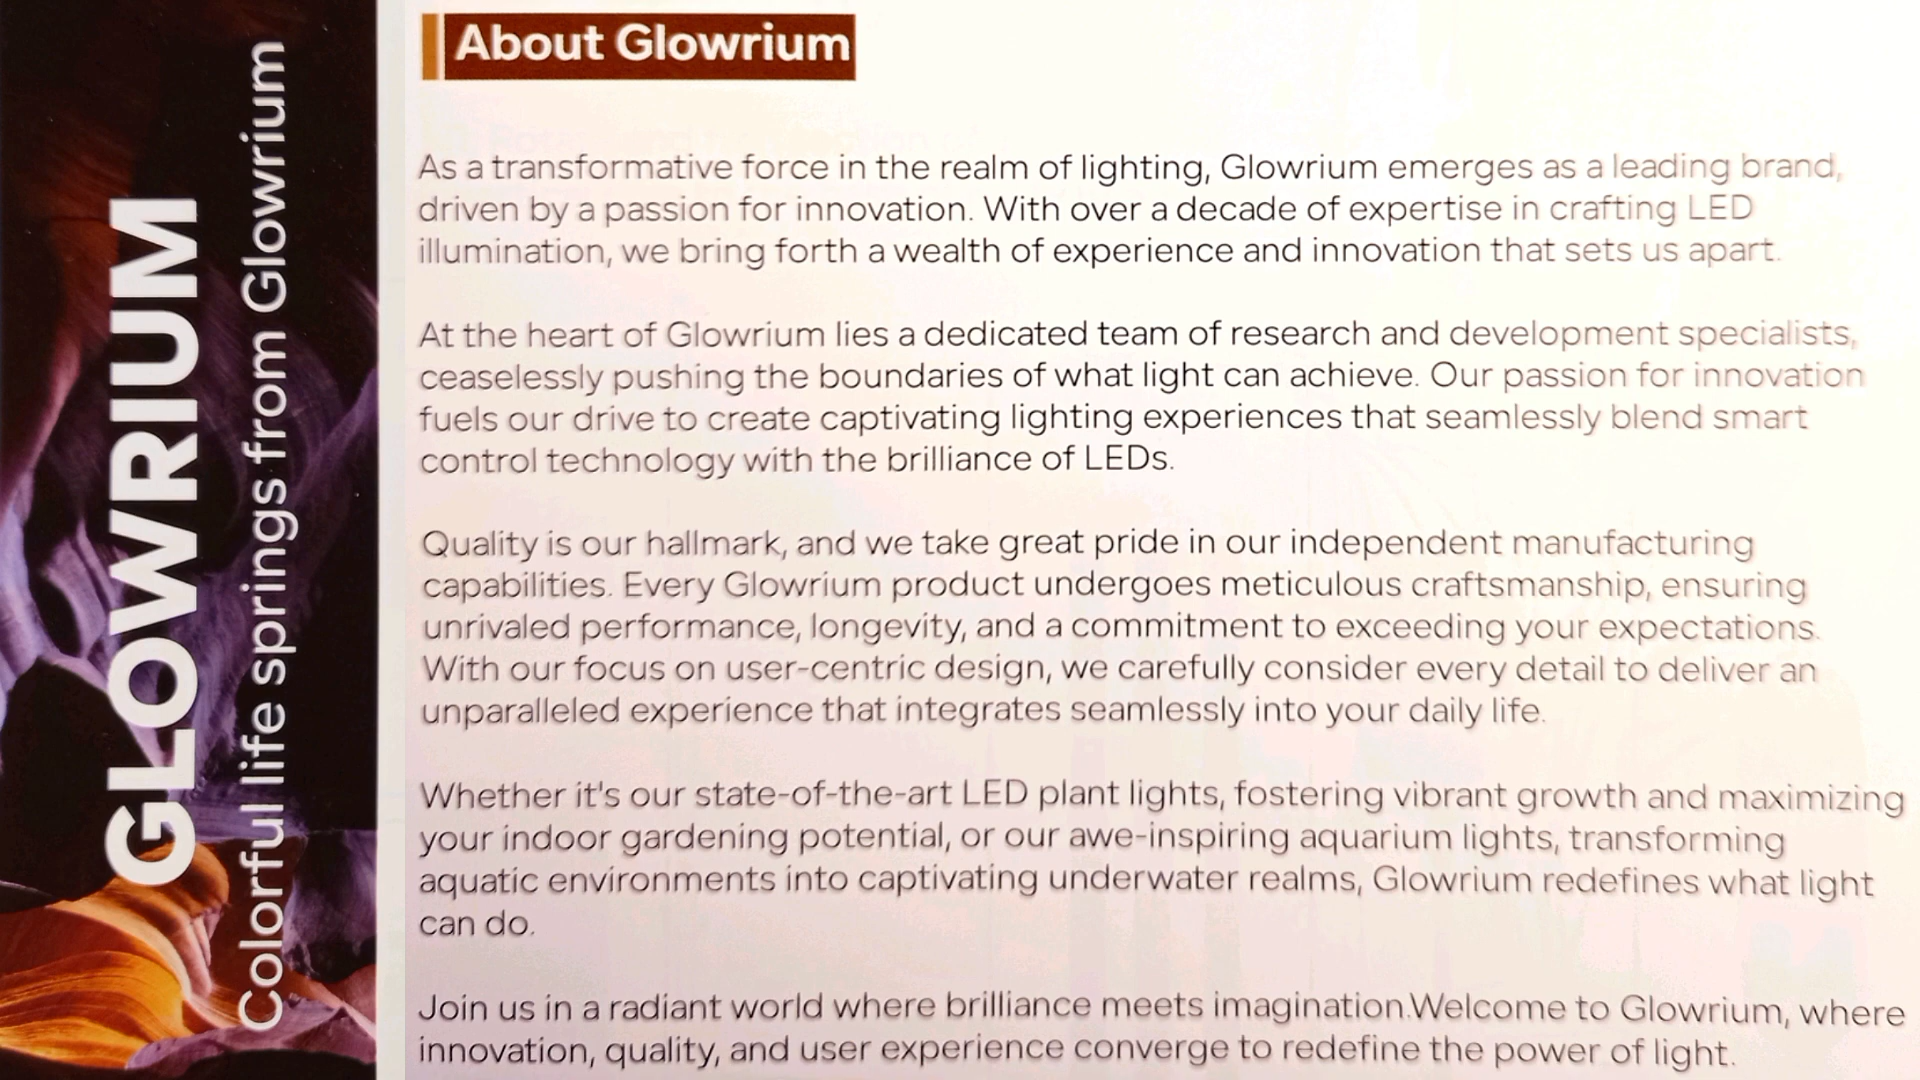 GLOWRIUM
Colorful life springs from Glowrium
About Glowrium
As a transformative force in the realm of lighting, Glowrium emerges as a leading brand,
driven by a passion for innovation. With over a decade of expertise in crafting LED
illumination, we bring forth a wealth of experience and innovation that sets us apart.
At the heart of Glowrium lies a dedicated team of research and development specialists,
ceaselessly pushing the boundaries of what light can achieve. Our passion for innovation
fuels our drive to create captivating lighting experiences that seamlessly blend smart
control technology with the brilliance of LEDs.
Quality is our hallmark, and we take great pride in our independent manufacturing
capabilities. Every Glowrium product undergoes meticulous craftsmanship, ensuring
unrivaled performance, longevity, and a commitment to exceeding your expectations.
With our focus on user-centric design, we carefully consider every detail to deliver an
unparalleled experience that integrates seamlessly into your daily life.
Whether it's our state-of-the-art LED plant lights, fostering vibrant growth and maximizing
your indoor gardening potential, or our awe-inspiring aquarium lights, transforming
aquatic environments into captivating underwater realms, Glowrium redefines what light
can do.
Join us in a radiant world where brilliance meets imagination.Welcome to Glowrium, where
innovation, quality, and user experience converge to redefine the power of light.